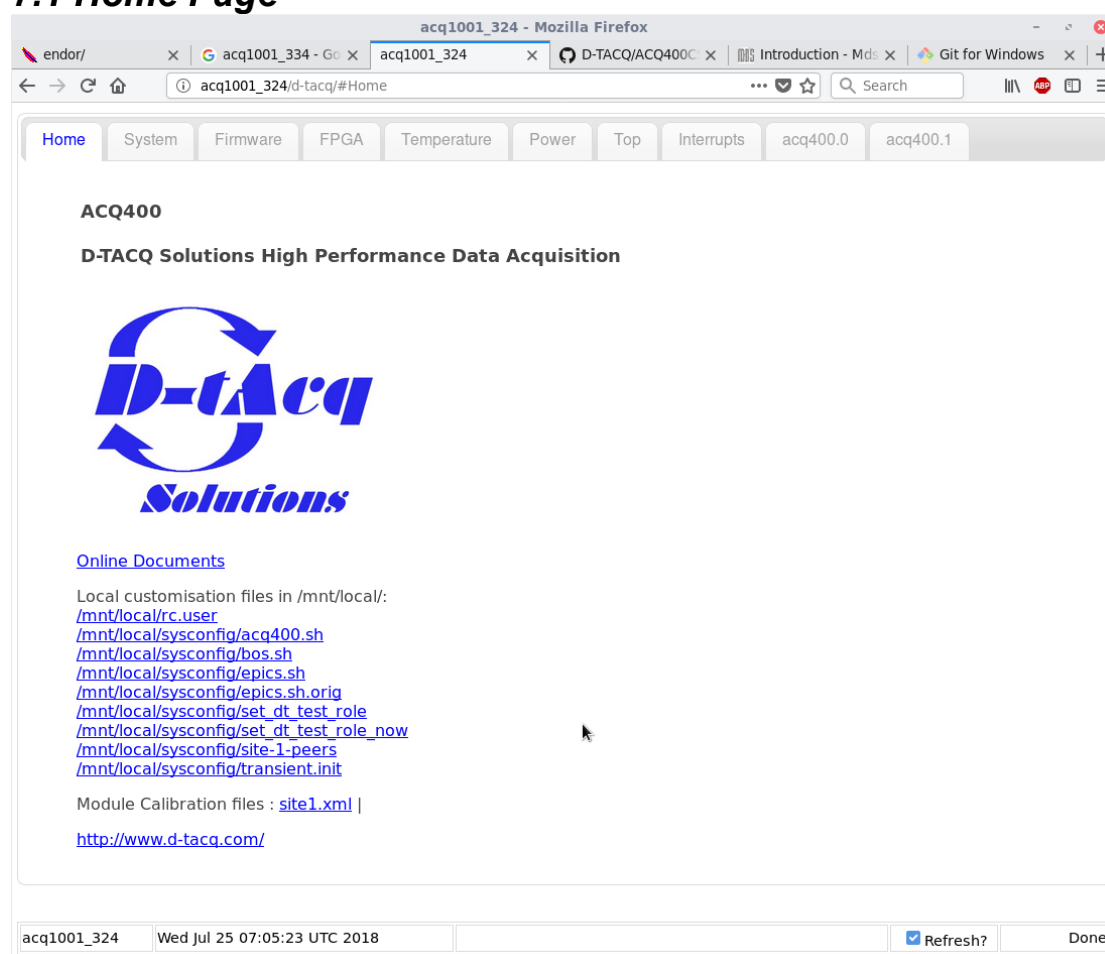 7.1 Home Page
acq1001_324 - Mozilla Firefox
endor/ acq1001_334 - Go acq1001_324 D-TACQ/ACQ400C Introduction - Mds Git for Windows
acq1001_324/d-tacq/#Home Search ABP
Home System Firmware FPGA Temperature Power Top Interrupts acq400.0 acq400.1
ACQ400
D-TACQ Solutions High Performance Data Acquisition
D-tAcq
Solutions
Online Documents
Local customisation files in /mnt/local/:
/mnt/local/rc.user
/mnt/local/sysconfig/acq400.sh
/mnt/local/sysconfig/bos.sh
/mnt/local/sysconfig/epics.sh
/mnt/local/sysconfig/epics.sh.orig
/mnt/local/sysconfig/set_dt_test_role
/mnt/local/sysconfig/set_dt_test_role_now
/mnt/local/sysconfig/site-1-peers
/mnt/local/sysconfig/transient.init
Module Calibration files : site1.xml |
http://www.d-tacq.com/
acq1001_324 Wed Jul 25 07:05:23 UTC 2018 Refresh? Done